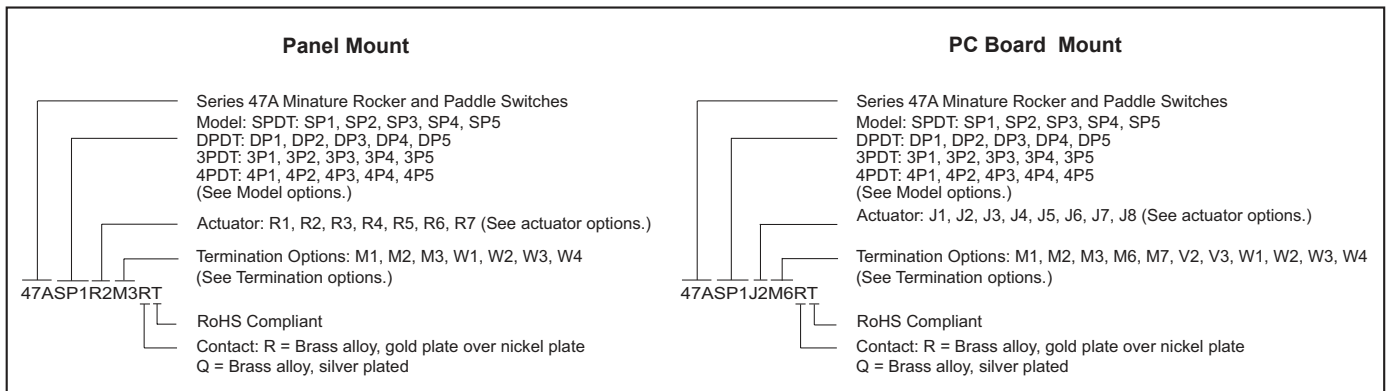 Panel Mount
Series 47A Minature Rocker and Paddle Switches
Model: SPDT: SP1, SP2, SP3, SP4, SP5
DPDT: DP1, DP2, DP3, DP4, DP5
3PDT: 3P1, 3P2, 3P3, 3P4, 3P5
4PDT: 4P1, 4P2, 4P3, 4P4, 4P5
(See Model options.)
Actuator: R1, R2, R3, R4, R5, R6, R7 (See actuator options.)
Termination Options: M1, M2, M3, W1, W2, W3, W4
(See Termination options.)
47ASP1R2M3RT
RoHS Compliant
Contact: R = Brass alloy, gold plate over nickel plate
Q = Brass alloy, silver plated
PC Board Mount
Series 47A Minature Rocker and Paddle Switches
Model: SPDT: SP1, SP2, SP3, SP4, SP5
DPDT: DP1, DP2, DP3, DP4, DP5
3PDT: 3P1, 3P2, 3P3, 3P4, 3P5
4PDT: 4P1, 4P2, 4P3, 4P4, 4P5
(See Model options.)
Actuator: J1, J2, J3, J4, J5, J6, J7, J8 (See actuator options.)
Termination Options: M1, M2, M3, M6, M7, V2, V3, W1, W2, W3, W4
(See Termination options.)
47ASP1J2M6RT
RoHS Compliant
Contact: R = Brass alloy, gold plate over nickel plate
Q = Brass alloy, silver plated